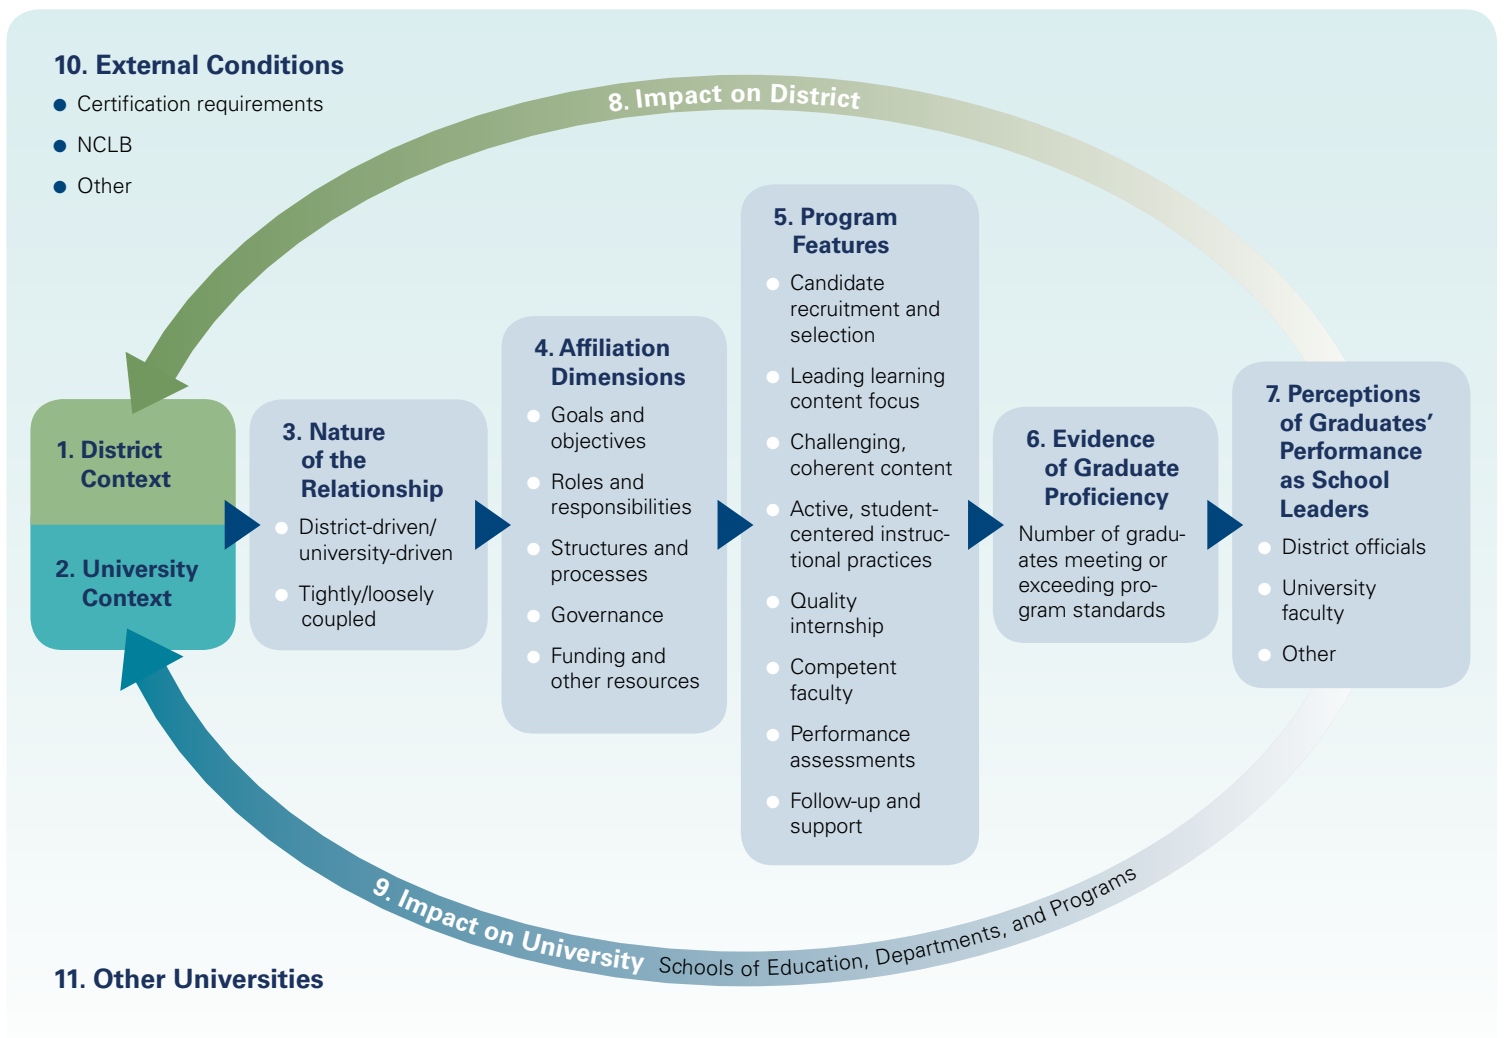 10. External Conditions
Certification requirements
NCLB
Other
8. Impact on District
1. District
Context
2. University
Context
3. Nature
of the
Relationship
District-driven/
university-driven
Tightly/loosely
coupled
4. Affiliation
Dimensions
Goals and
objectives
Roles and
responsibilities
Structures and
processes
Governance
Funding and
other resources
5. Program
Features
Candidate
recruitment and
selection
Leading learning
content focus
Challenging,
coherent content
Active, student-
centered instruc-
tional practices
Quality
internship
Competent
faculty
Performance
assessments
Follow-up and
support
6. Evidence
of Graduate
Proficiency
Number of gradu-
ates meeting or
exceeding pro-
gram standards
7. Perceptions
of Graduates’
Performance
as School
Leaders
District officials
University
faculty
Other
9. Impact on University Schools of Education, Departments, and Programs
11. Other Universities